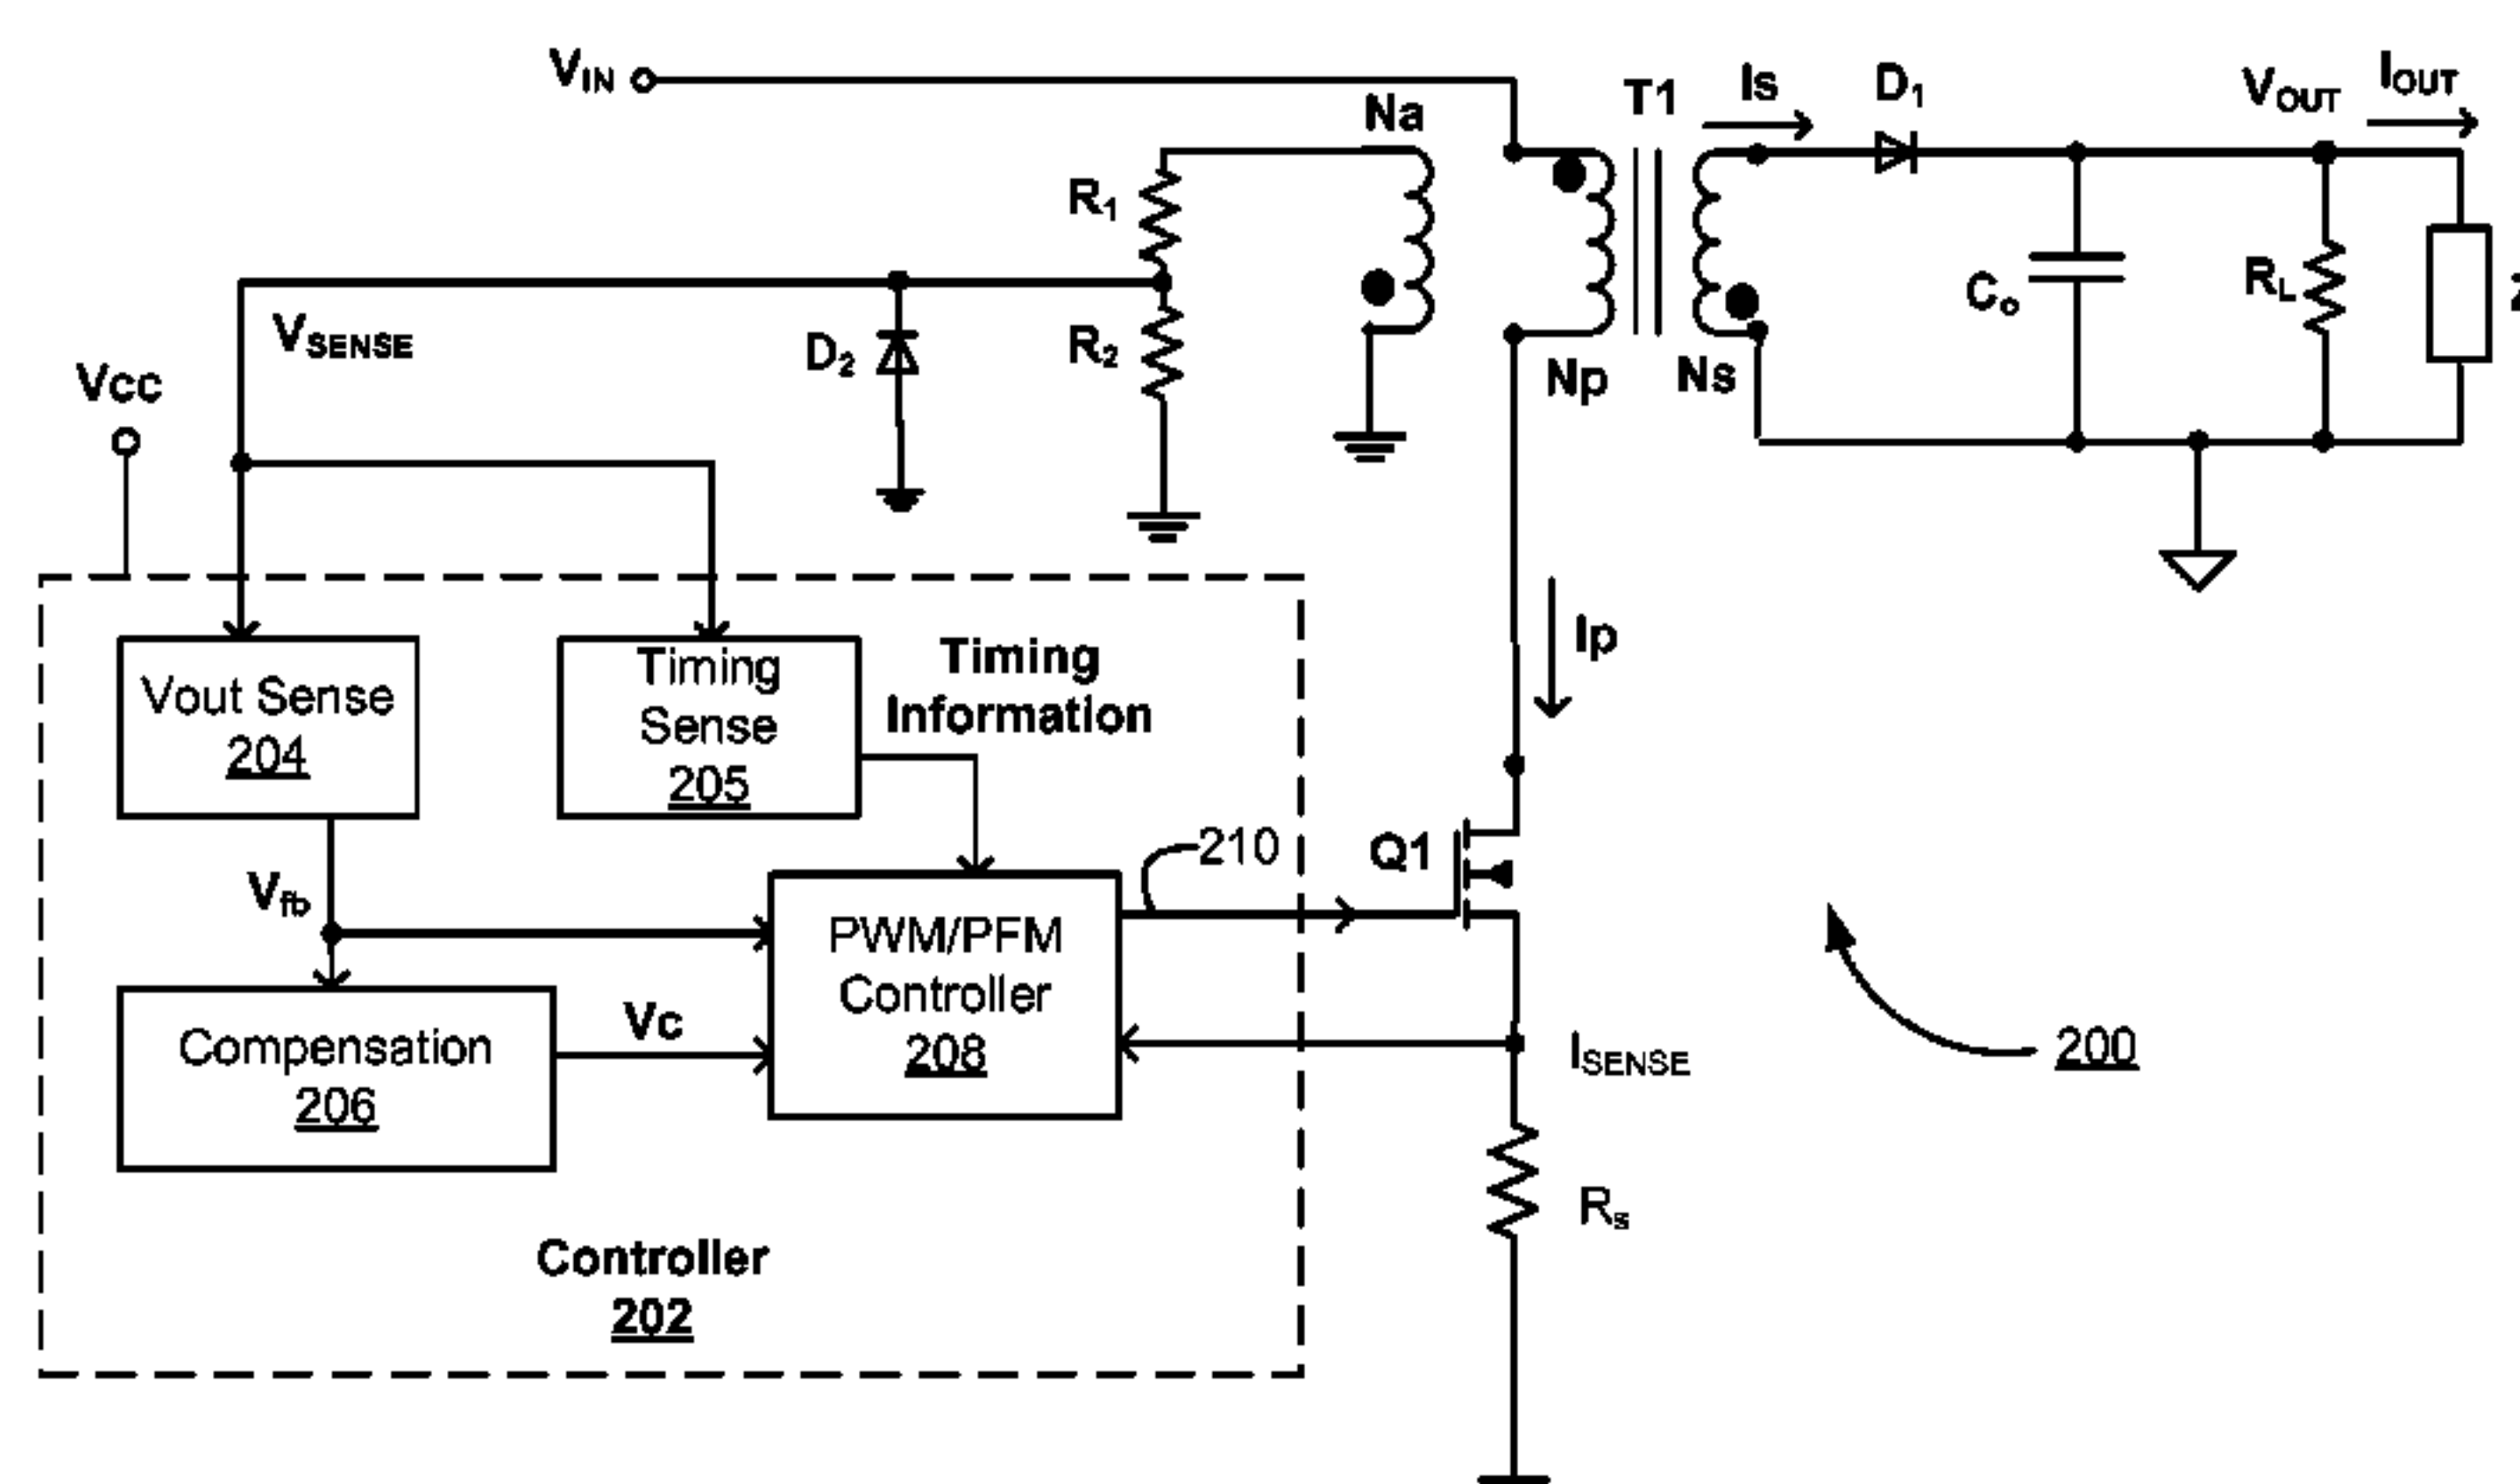 VIN
Na
T1
Is
D1
VOUT
IOUT
R1
VSENSE
D2
R2
Np
Ns
Co
RL
Vcc
Ip
Vout Sense
204
Timing
Sense
205
Timing
Information
Vfb
210
Q1
PWM/PFM
Controller
208
Compensation
206
Vc
ISENSE
200
Rs
Controller
202